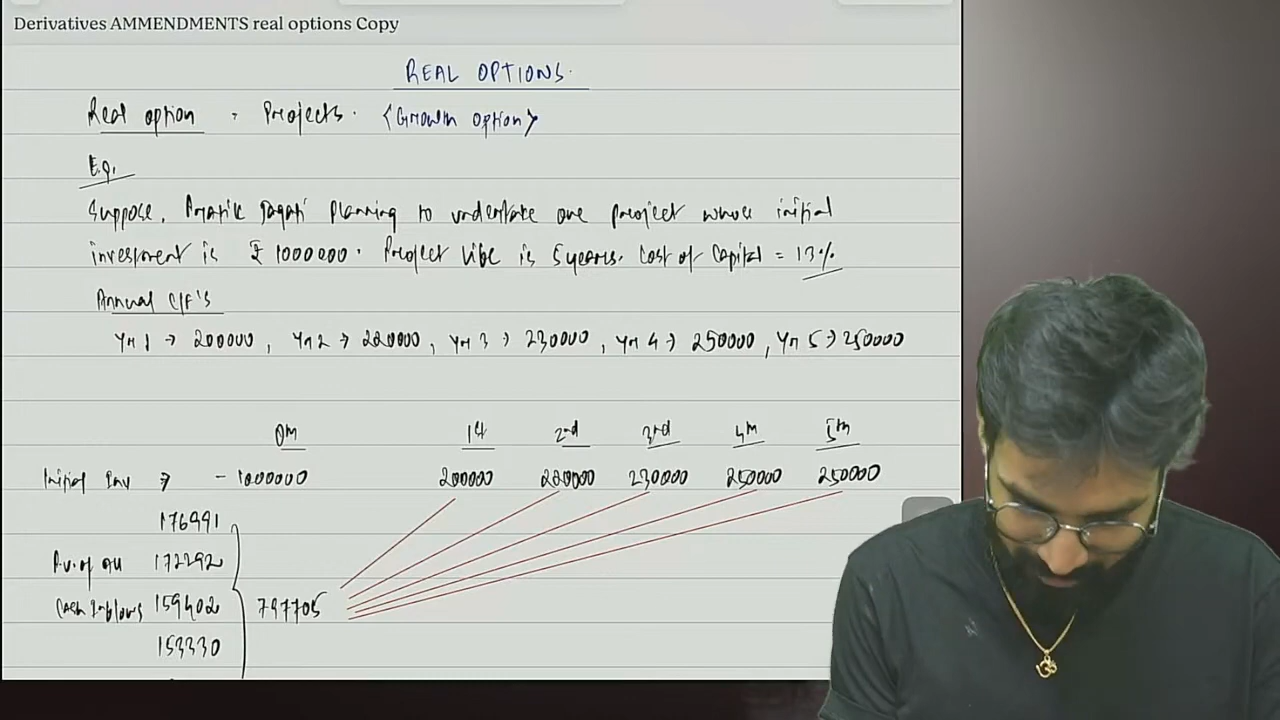 Derivatives AMMENDMENTS real options Copy
REAL OPTIONS.
Real option = Projects. <Growth option>
E.g.
Suppose, Pratik Jagati Planning to undertake one project whose initial
investment is ₹ 1000000. Project life is 5 years. Cost of Capital = 13%
Annual C/F's
Yr 1 → 200000, Yr 2 → 220000, Yr 3 → 230000, Yr 4 → 250000, Yr 5 → 250000
0th 1st 2nd 3rd 4th 5th
Initial Inv ⇒ - 1000000 200000 220000 230000 250000 250000
176991
P.v. of all 172292
Cash Inflows 159402 797705
153330